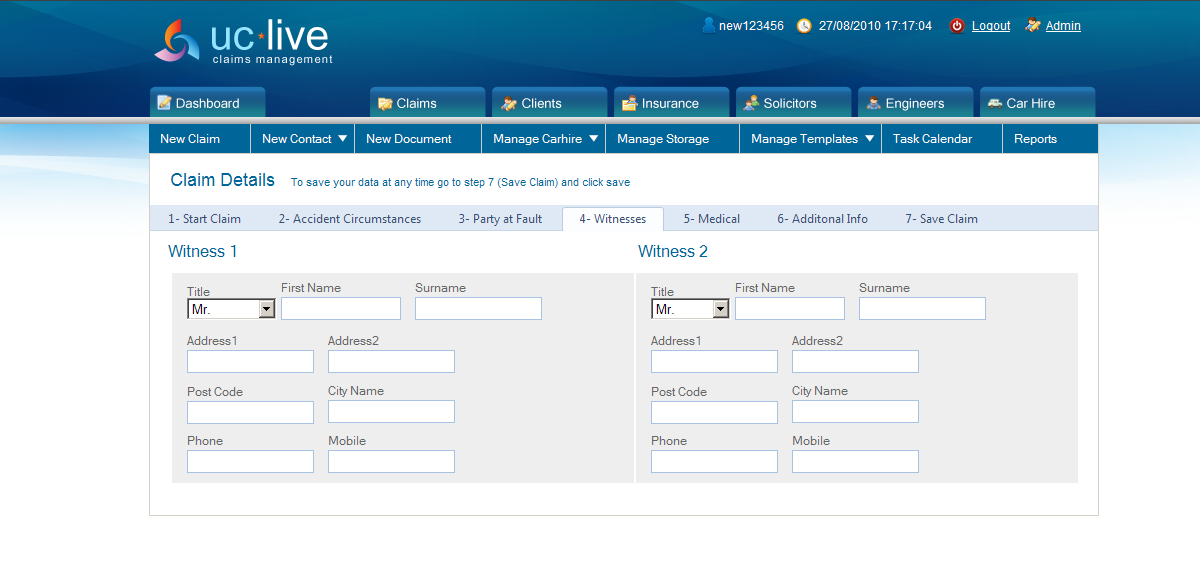 uc live
claims management
new123456 27/08/2010 17:17:04 Logout Admin
Dashboard Claims Clients Insurance Solicitors Engineers Car Hire
New Claim New Contact New Document Manage Carhire Manage Storage Manage Templates Task Calendar Reports
Claim Details To save your data at any time go to step 7 (Save Claim) and click save
1- Start Claim 2- Accident Circumstances 3- Party at Fault 4- Witnesses 5- Medical 6- Additonal Info 7- Save Claim
Witness 1 Witness 2
Title First Name Surname Title First Name Surname
Mr. Mr.
Address1 Address2 Address1 Address2
Post Code City Name Post Code City Name
Phone Mobile Phone Mobile